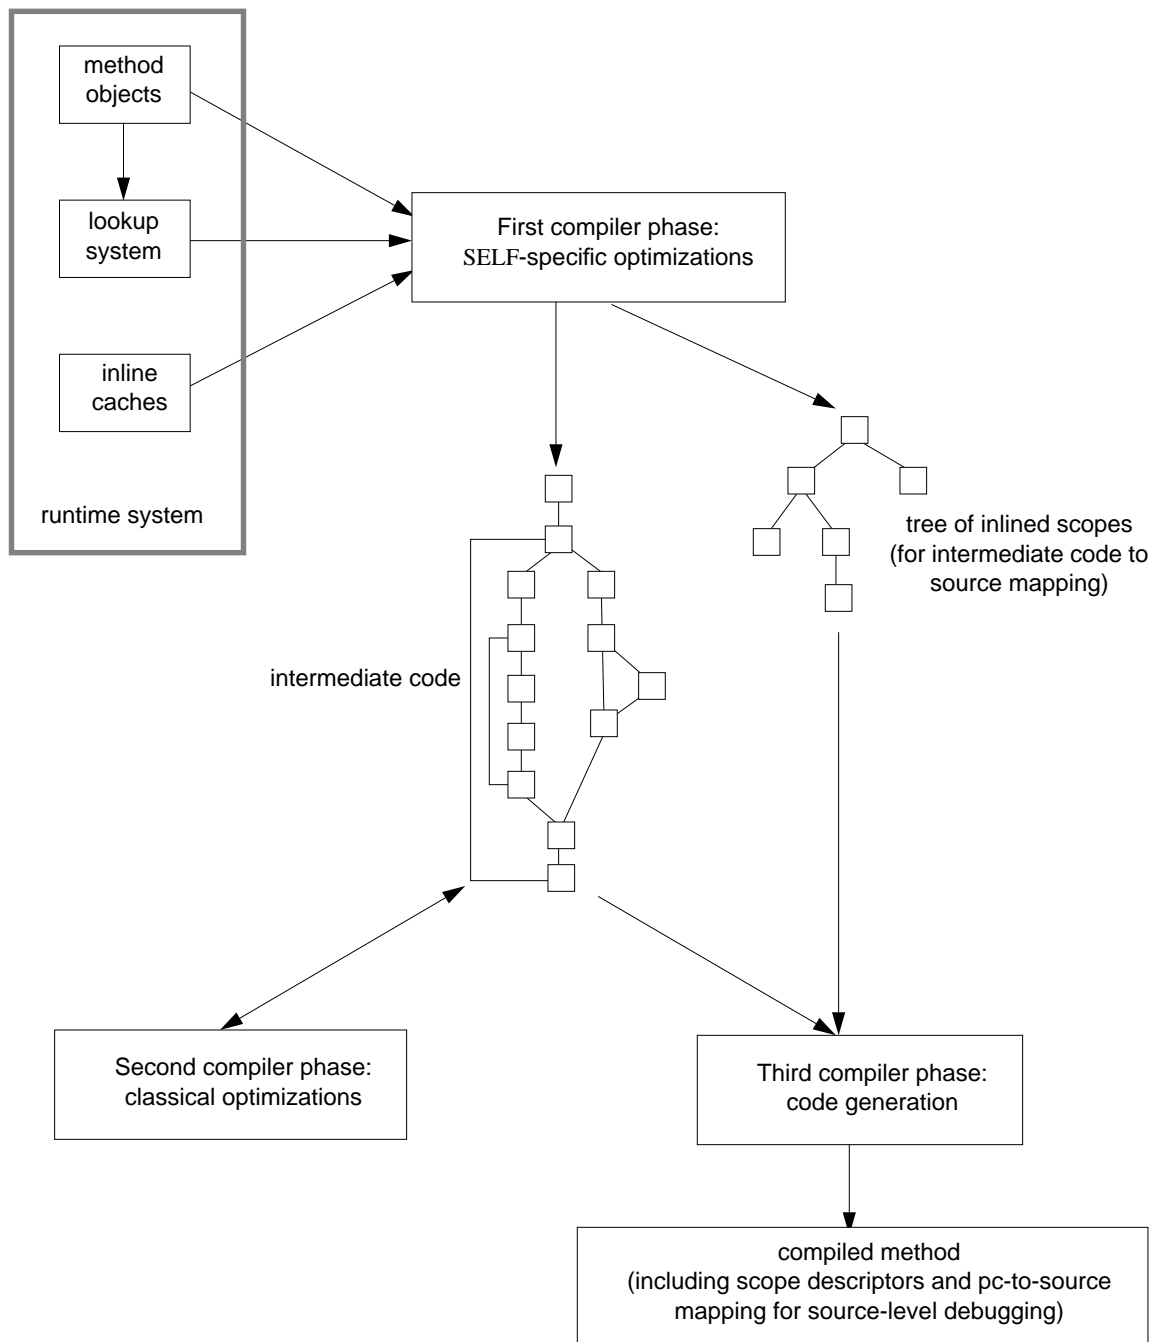 method
objects
lookup
system
inline
caches
runtime system
First compiler phase:
SELF-specific optimizations
tree of inlined scopes
(for intermediate code to
source mapping)
intermediate code
Second compiler phase:
classical optimizations
Third compiler phase:
code generation
compiled method
(including scope descriptors and pc-to-source
mapping for source-level debugging)